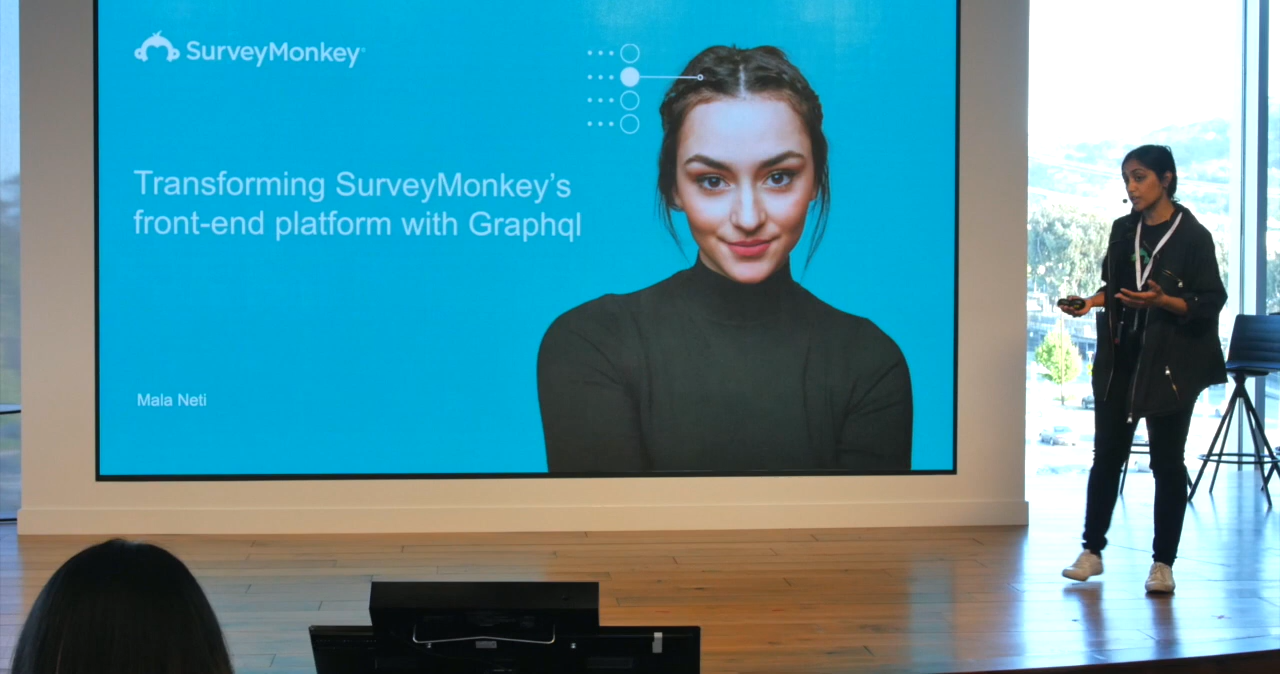 SurveyMonkey
Transforming SurveyMonkey's
front-end platform with Graphql
Mala Neti